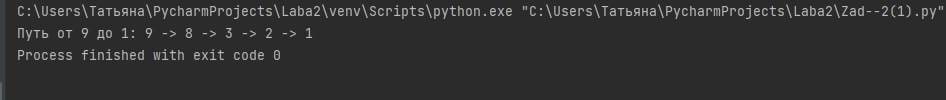 C:\Users\Татьяна\PycharmProjects\Laba2\venv\Scripts\python.exe "C:\Users\Татьяна\PycharmProjects\Laba2\Zad--2(1).py"
Путь от 9 до 1: 9 -> 8 -> 3 -> 2 -> 1
Process finished with exit code 0